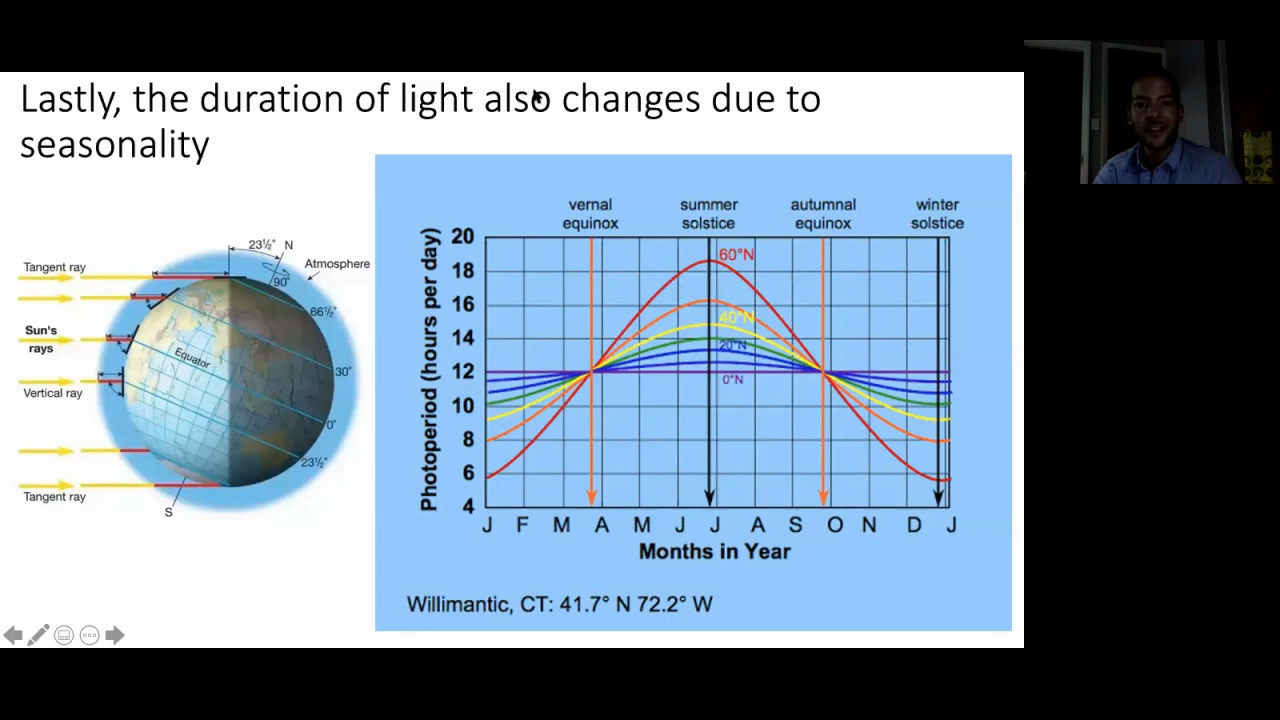 Lastly, the duration of light also changes due to
seasonality
23½° N
Tangent ray
Atmosphere
90°
66½°
Sun's
rays
Equator
30°
Vertical ray
0°
23½°
Tangent ray
S
vernal
equinox
summer
solstice
autumnal
equinox
winter
solstice
Photoperiod (hours per day)
20
18
16
14
12
10
8
6
4
60°N
40°N
20°N
0°N
J F M A M J J A S O N D J
Months in Year
Willimantic, CT: 41.7° N 72.2° W